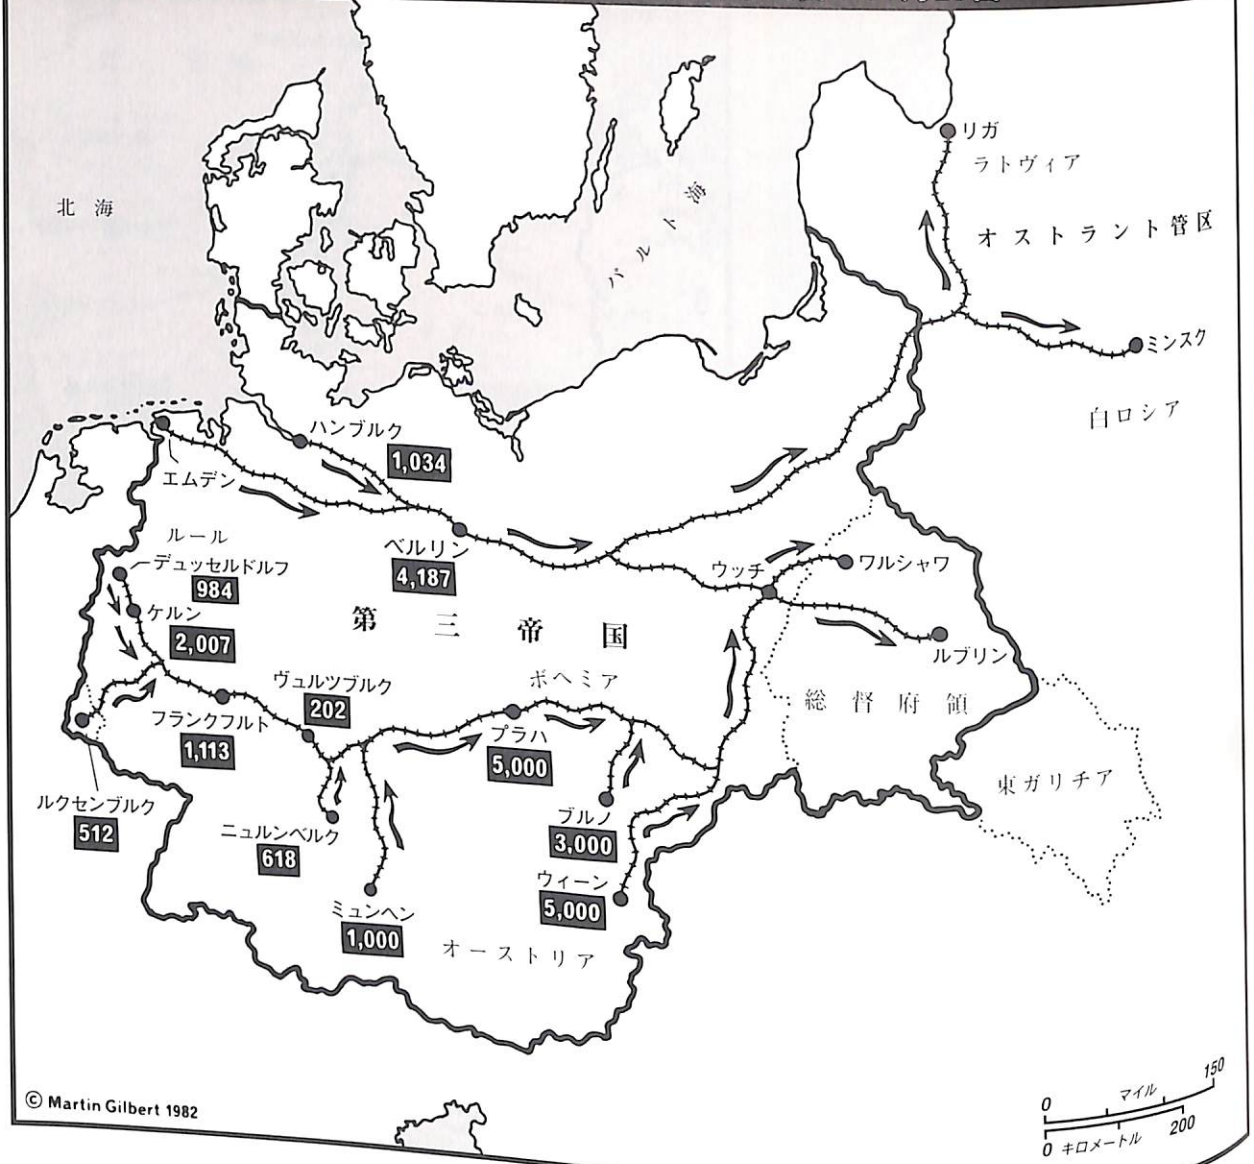 リガ
ラトヴィア
北海
バルト海
オストラント管区
ミンスク
白ロシア
ハンブルク
1,034
エムデン
ルール
デュッセルドルフ
984
ベルリン
4,187
ウッチ
ワルシャワ
ケルン
2,007
第三帝国
ルブリン
ヴュルツブルク
202
ボヘミア
総督府領
フランクフルト
1,113
プラハ
5,000
東ガリチア
ルクセンブルク
512
ニュルンベルク
618
ブルノ
3,000
ウィーン
5,000
ミュンヘン
1,000
オーストリア
© Martin Gilbert 1982
0 マイル 150
0 キロメートル 200